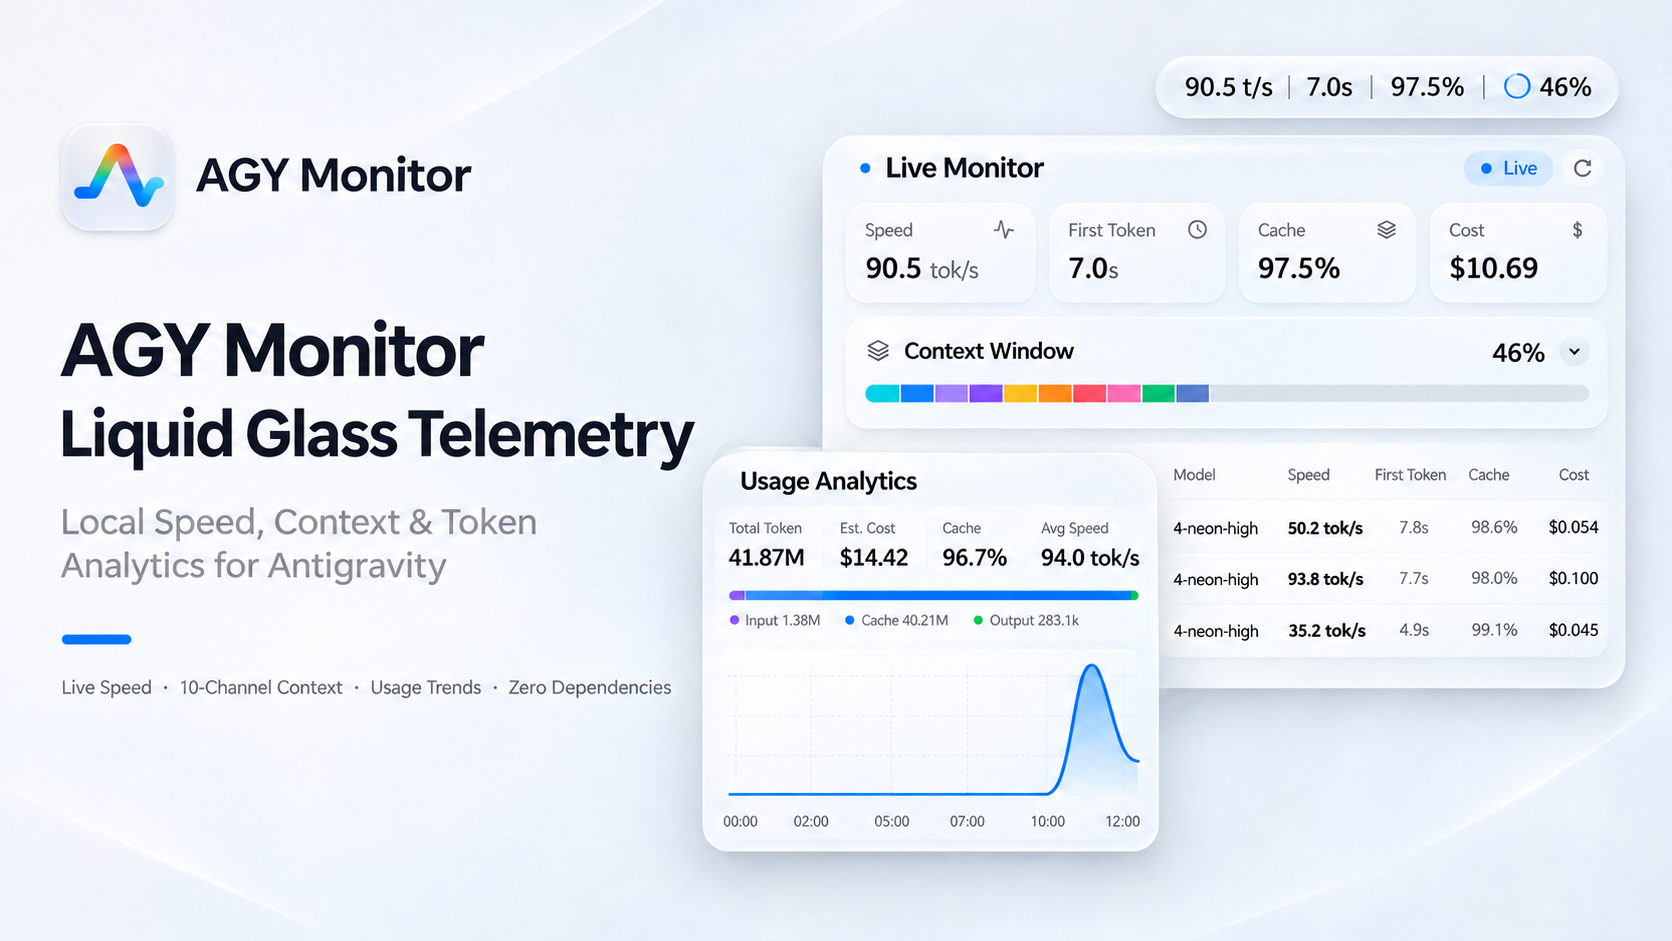 AGY Monitor
AGY Monitor
Liquid Glass Telemetry
Local Speed, Context & Token
Analytics for Antigravity
Live Speed · 10-Channel Context · Usage Trends · Zero Dependencies
90.5 t/s | 7.0s | 97.5% | 46%
Live Monitor
Live
Speed
90.5 tok/s
First Token
7.0s
Cache
97.5%
Cost $
$10.69
Context Window 46%
Model Speed First Token Cache Cost
4-neon-high 50.2 tok/s 7.8s 98.6% $0.054
4-neon-high 93.8 tok/s 7.7s 98.0% $0.100
4-neon-high 35.2 tok/s 4.9s 99.1% $0.045
Usage Analytics
Total Token Est. Cost Cache Avg Speed
41.87M $14.42 96.7% 94.0 tok/s
Input 1.38M Cache 40.21M Output 283.1k
00:00 02:00 05:00 07:00 10:00 12:00